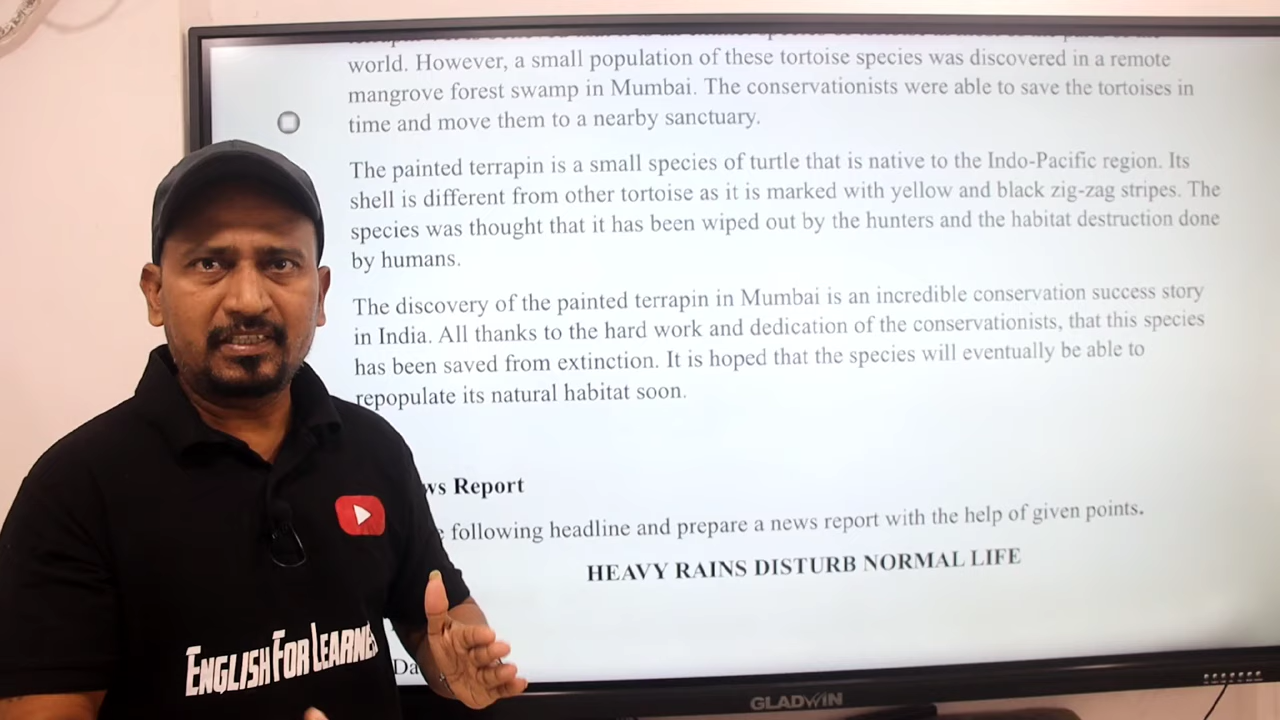 world. However, a small population of these tortoise species was discovered in a remote
mangrove forest swamp in Mumbai. The conservationists were able to save the tortoises in
time and move them to a nearby sanctuary.
The painted terrapin is a small species of turtle that is native to the Indo-Pacific region. Its
shell is different from other tortoise as it is marked with yellow and black zig-zag stripes. The
species was thought that it has been wiped out by the hunters and the habitat destruction done
by humans.
The discovery of the painted terrapin in Mumbai is an incredible conservation success story
in India. All thanks to the hard work and dedication of the conservationists, that this species
has been saved from extinction. It is hoped that the species will eventually be able to
repopulate its natural habitat soon.
ws Report
following headline and prepare a news report with the help of given points.
HEAVY RAINS DISTURB NORMAL LIFE
Da
ENGLISH FOR LEARNE
GLADWIN